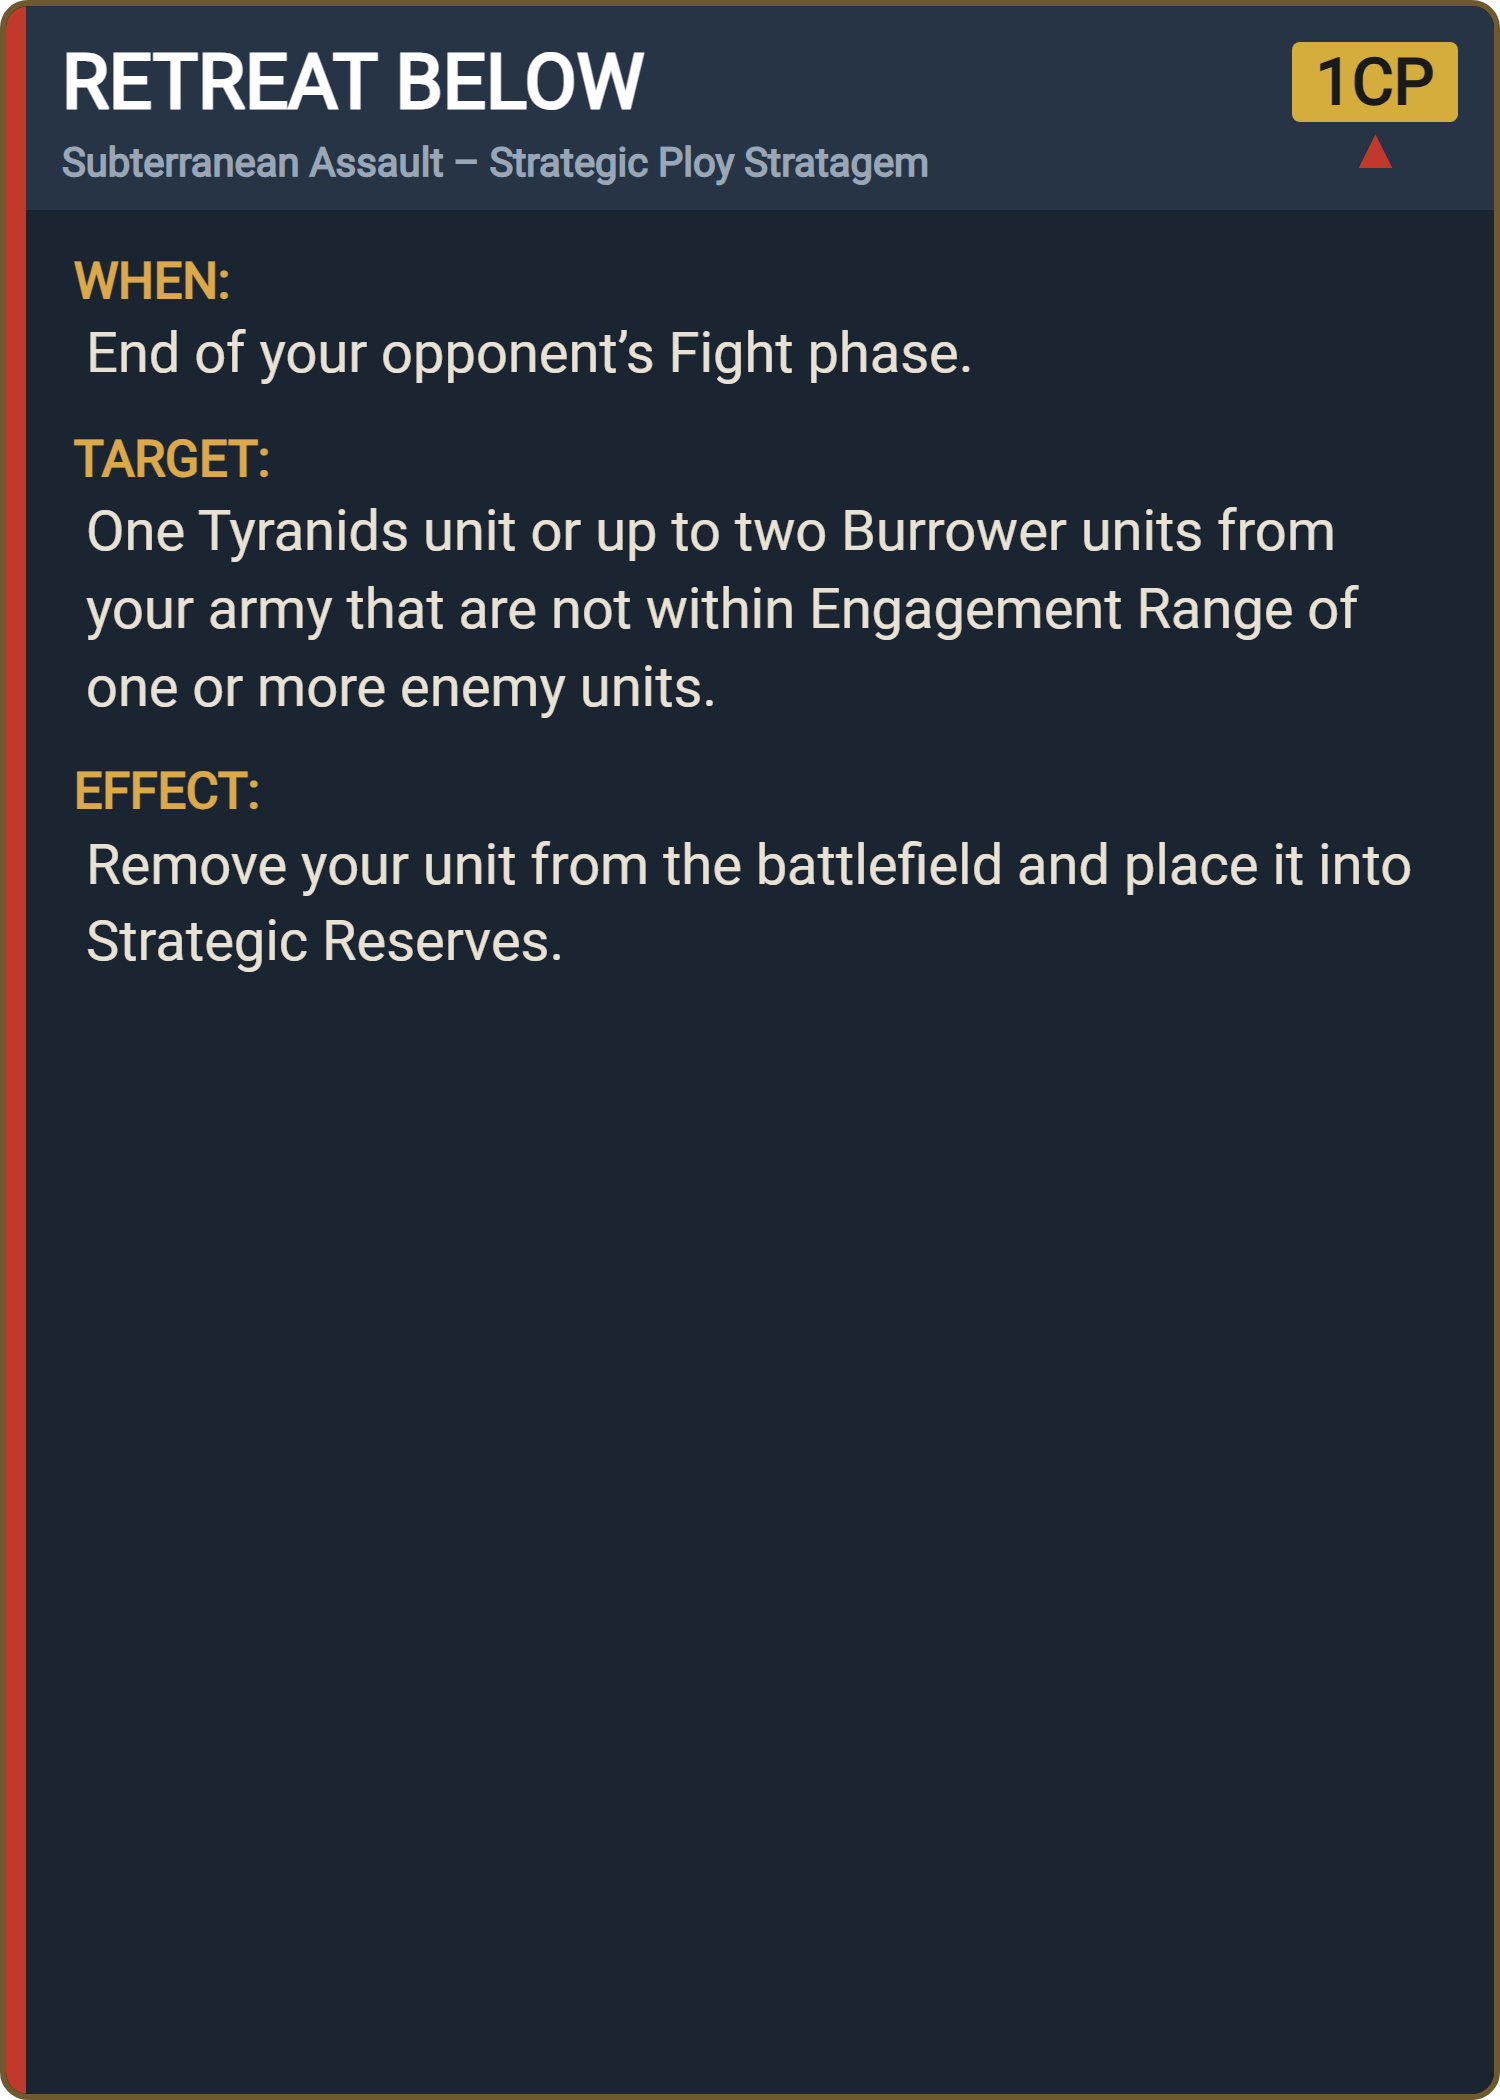 RETREAT BELOW
1CP
Subterranean Assault – Strategic Ploy Stratagem
WHEN:
End of your opponent’s Fight phase.
TARGET:
One Tyranids unit or up to two Burrower units from
your army that are not within Engagement Range of
one or more enemy units.
EFFECT:
Remove your unit from the battlefield and place it into
Strategic Reserves.